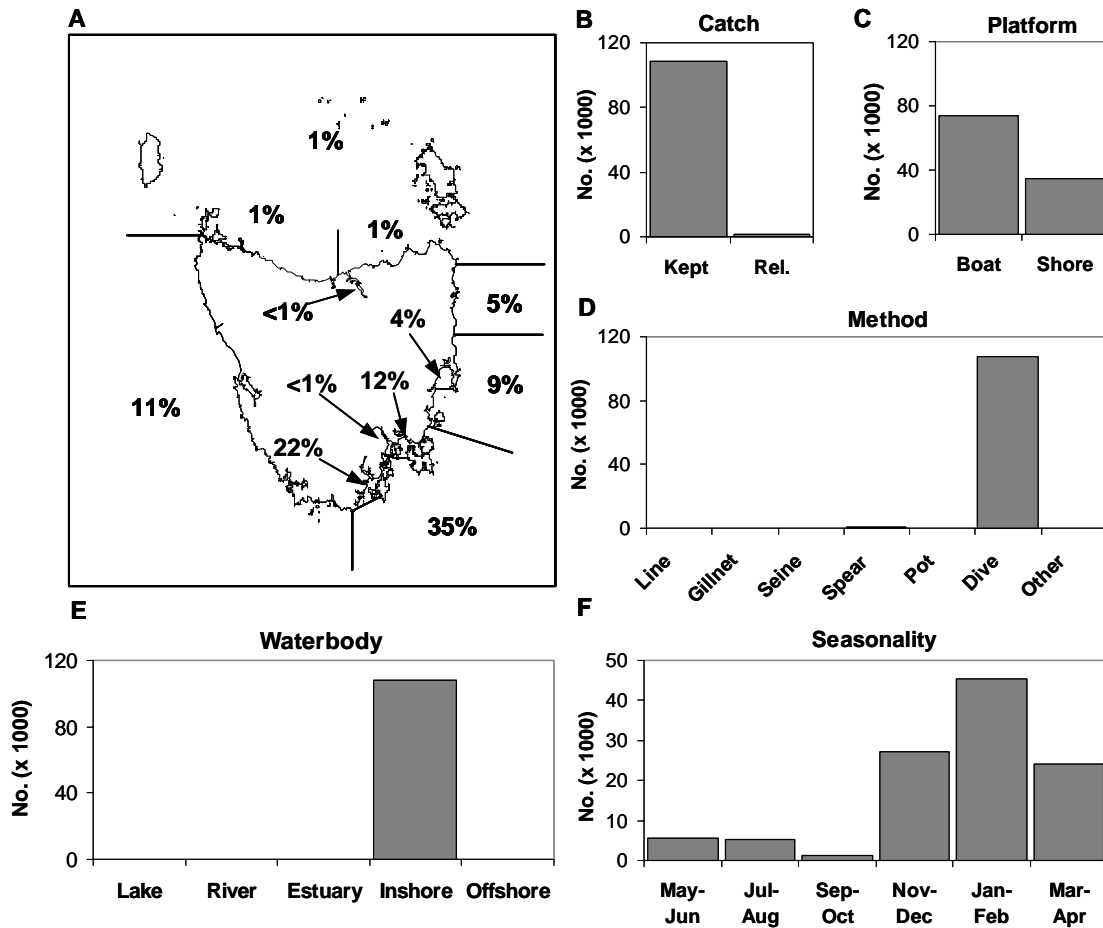 A
1%
1%
1%
<1%
5%
4%
<1%
12%
9%
11%
22%
35%
B
Catch
No. (x 1000)
120
80
40
0
Kept Rel.
C
Platform
No. (x 1000)
120
80
40
0
Boat Shore
D
Method
No. (x 1000)
120
80
40
0
Line Gillnet Seine Spear Pot Dive Other
E
Waterbody
No. (x 1000)
120
80
40
0
Lake River Estuary Inshore Offshore
F
Seasonality
No. (x 1000)
50
40
30
20
10
0
May- Jul- Sep- Nov- Jan- Mar-
Jun Aug Oct Dec Feb Apr